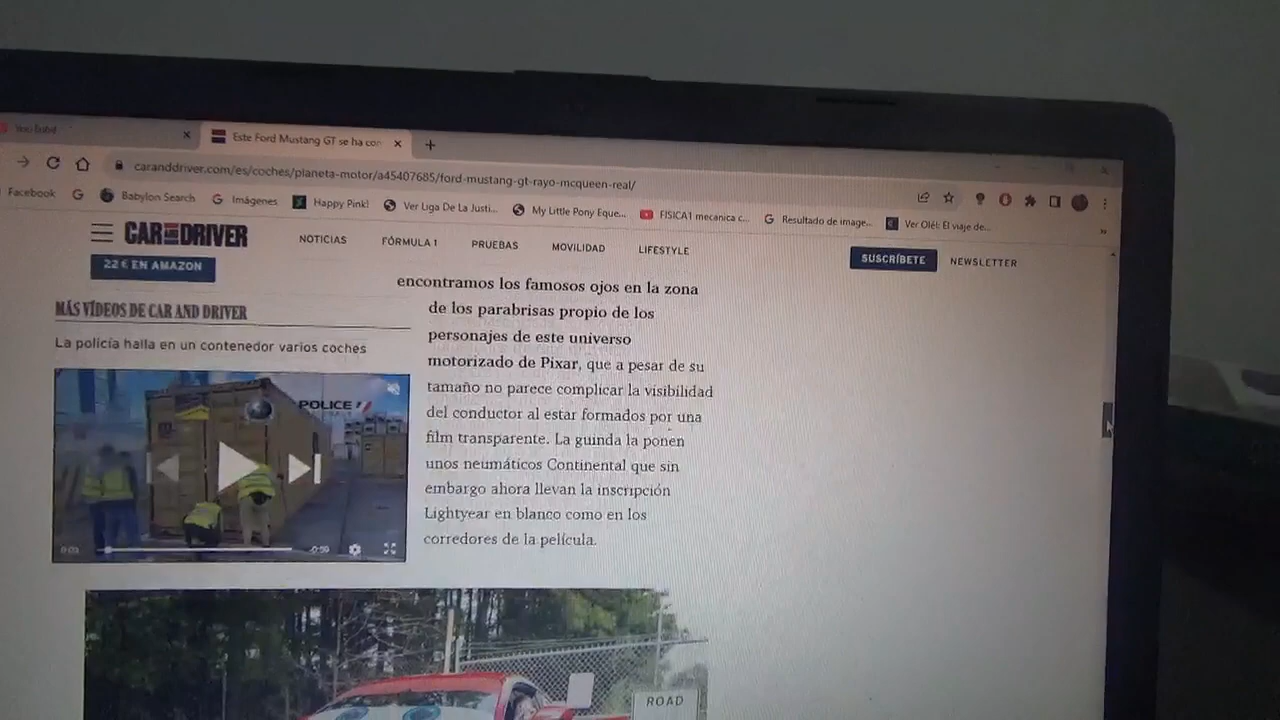 YouTube
Este Ford Mustang GT se ha con
caranddriver.com/es/coches/planeta-motor/a45407685/ford-mustang-gt-rayo-mcqueen-real/
Facebook
Babylon Search
Imágenes
Happy Pink!
Ver Liga De La Justi...
My Little Pony Eque...
FISICA1 mecanica c...
Resultado de image...
Ver Olé!: El viaje de...
CAR AND DRIVER
NOTICIAS
FÓRMULA 1
PRUEBAS
MOVILIDAD
LIFESTYLE
SUSCRÍBETE
NEWSLETTER
22 € EN AMAZON
MÁS VÍDEOS DE CAR AND DRIVER
La policía halla en un contenedor varios coches
POLICE
0:03
-0:59
encontramos los famosos ojos en la zona
de los parabrisas propio de los
personajes de este universo
motorizado de Pixar, que a pesar de su
tamaño no parece complicar la visibilidad
del conductor al estar formados por una
film transparente. La guinda la ponen
unos neumáticos Continental que sin
embargo ahora llevan la inscripción
Lightyear en blanco como en los
corredores de la película.
ROAD